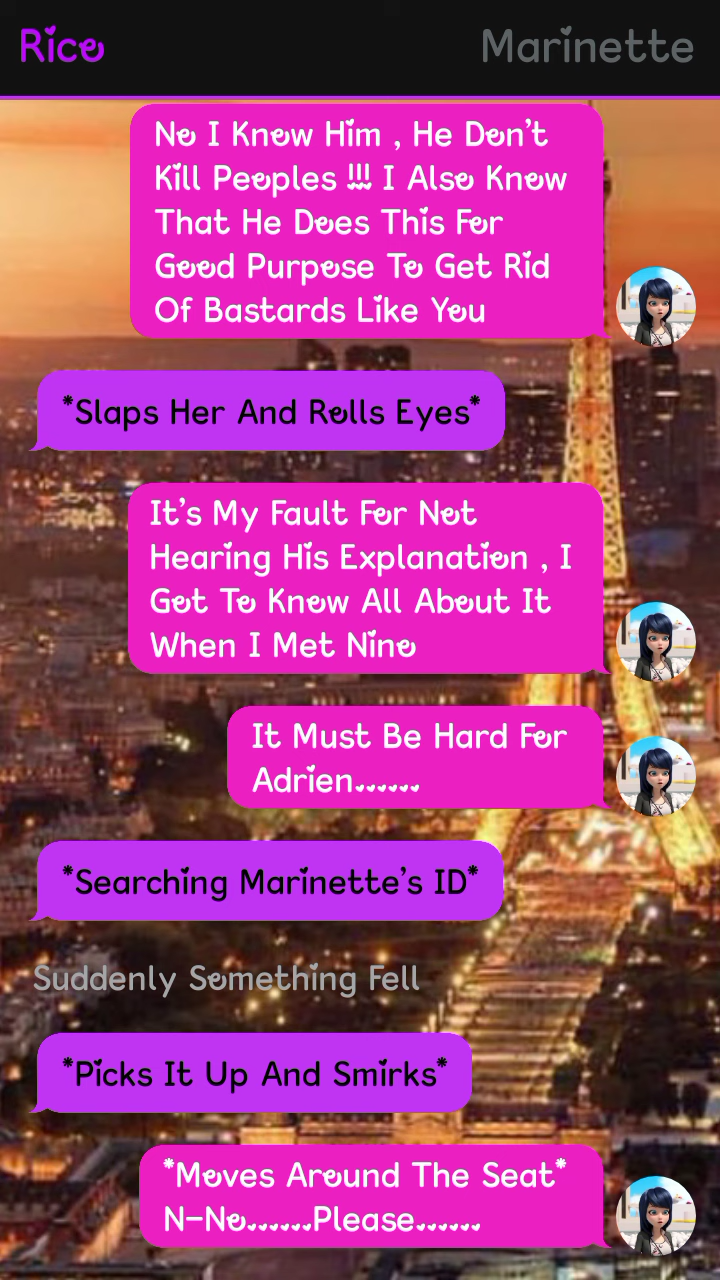 Rice
Marinette
No I Know Him , He Don't
Kill Peoples !!! I Also Know
That He Does This For
Good Purpose To Get Rid
Of Bastards Like You
*Slaps Her And Rolls Eyes*
It's My Fault For Not
Hearing His Explanation , I
Got To Know All About It
When I Met Nino
It Must Be Hard For
Adrien......
*Searching Marinette's ID*
Suddenly Something Fell
*Picks It Up And Smirks*
*Moves Around The Seat*
N-No......Please......